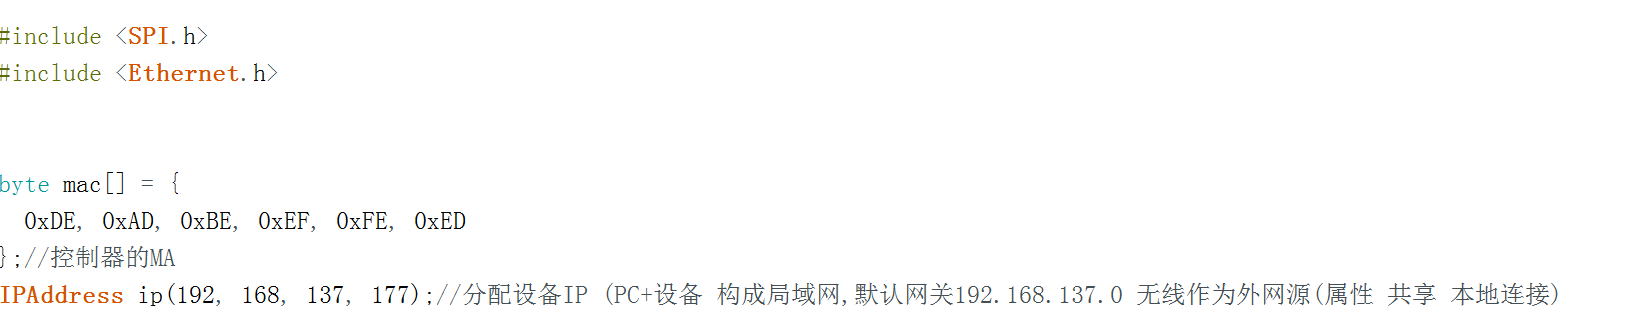 #include <SPI.h>
#include <Ethernet.h>
byte mac[] = {
0xDE, 0xAD, 0xBE, 0xEF, 0xFE, 0xED
};//控制器的MA
IPAddress ip(192, 168, 137, 177);//分配设备IP (PC+设备 构成局域网,默认网关192.168.137.0 无线作为外网源(属性 共享 本地连接)